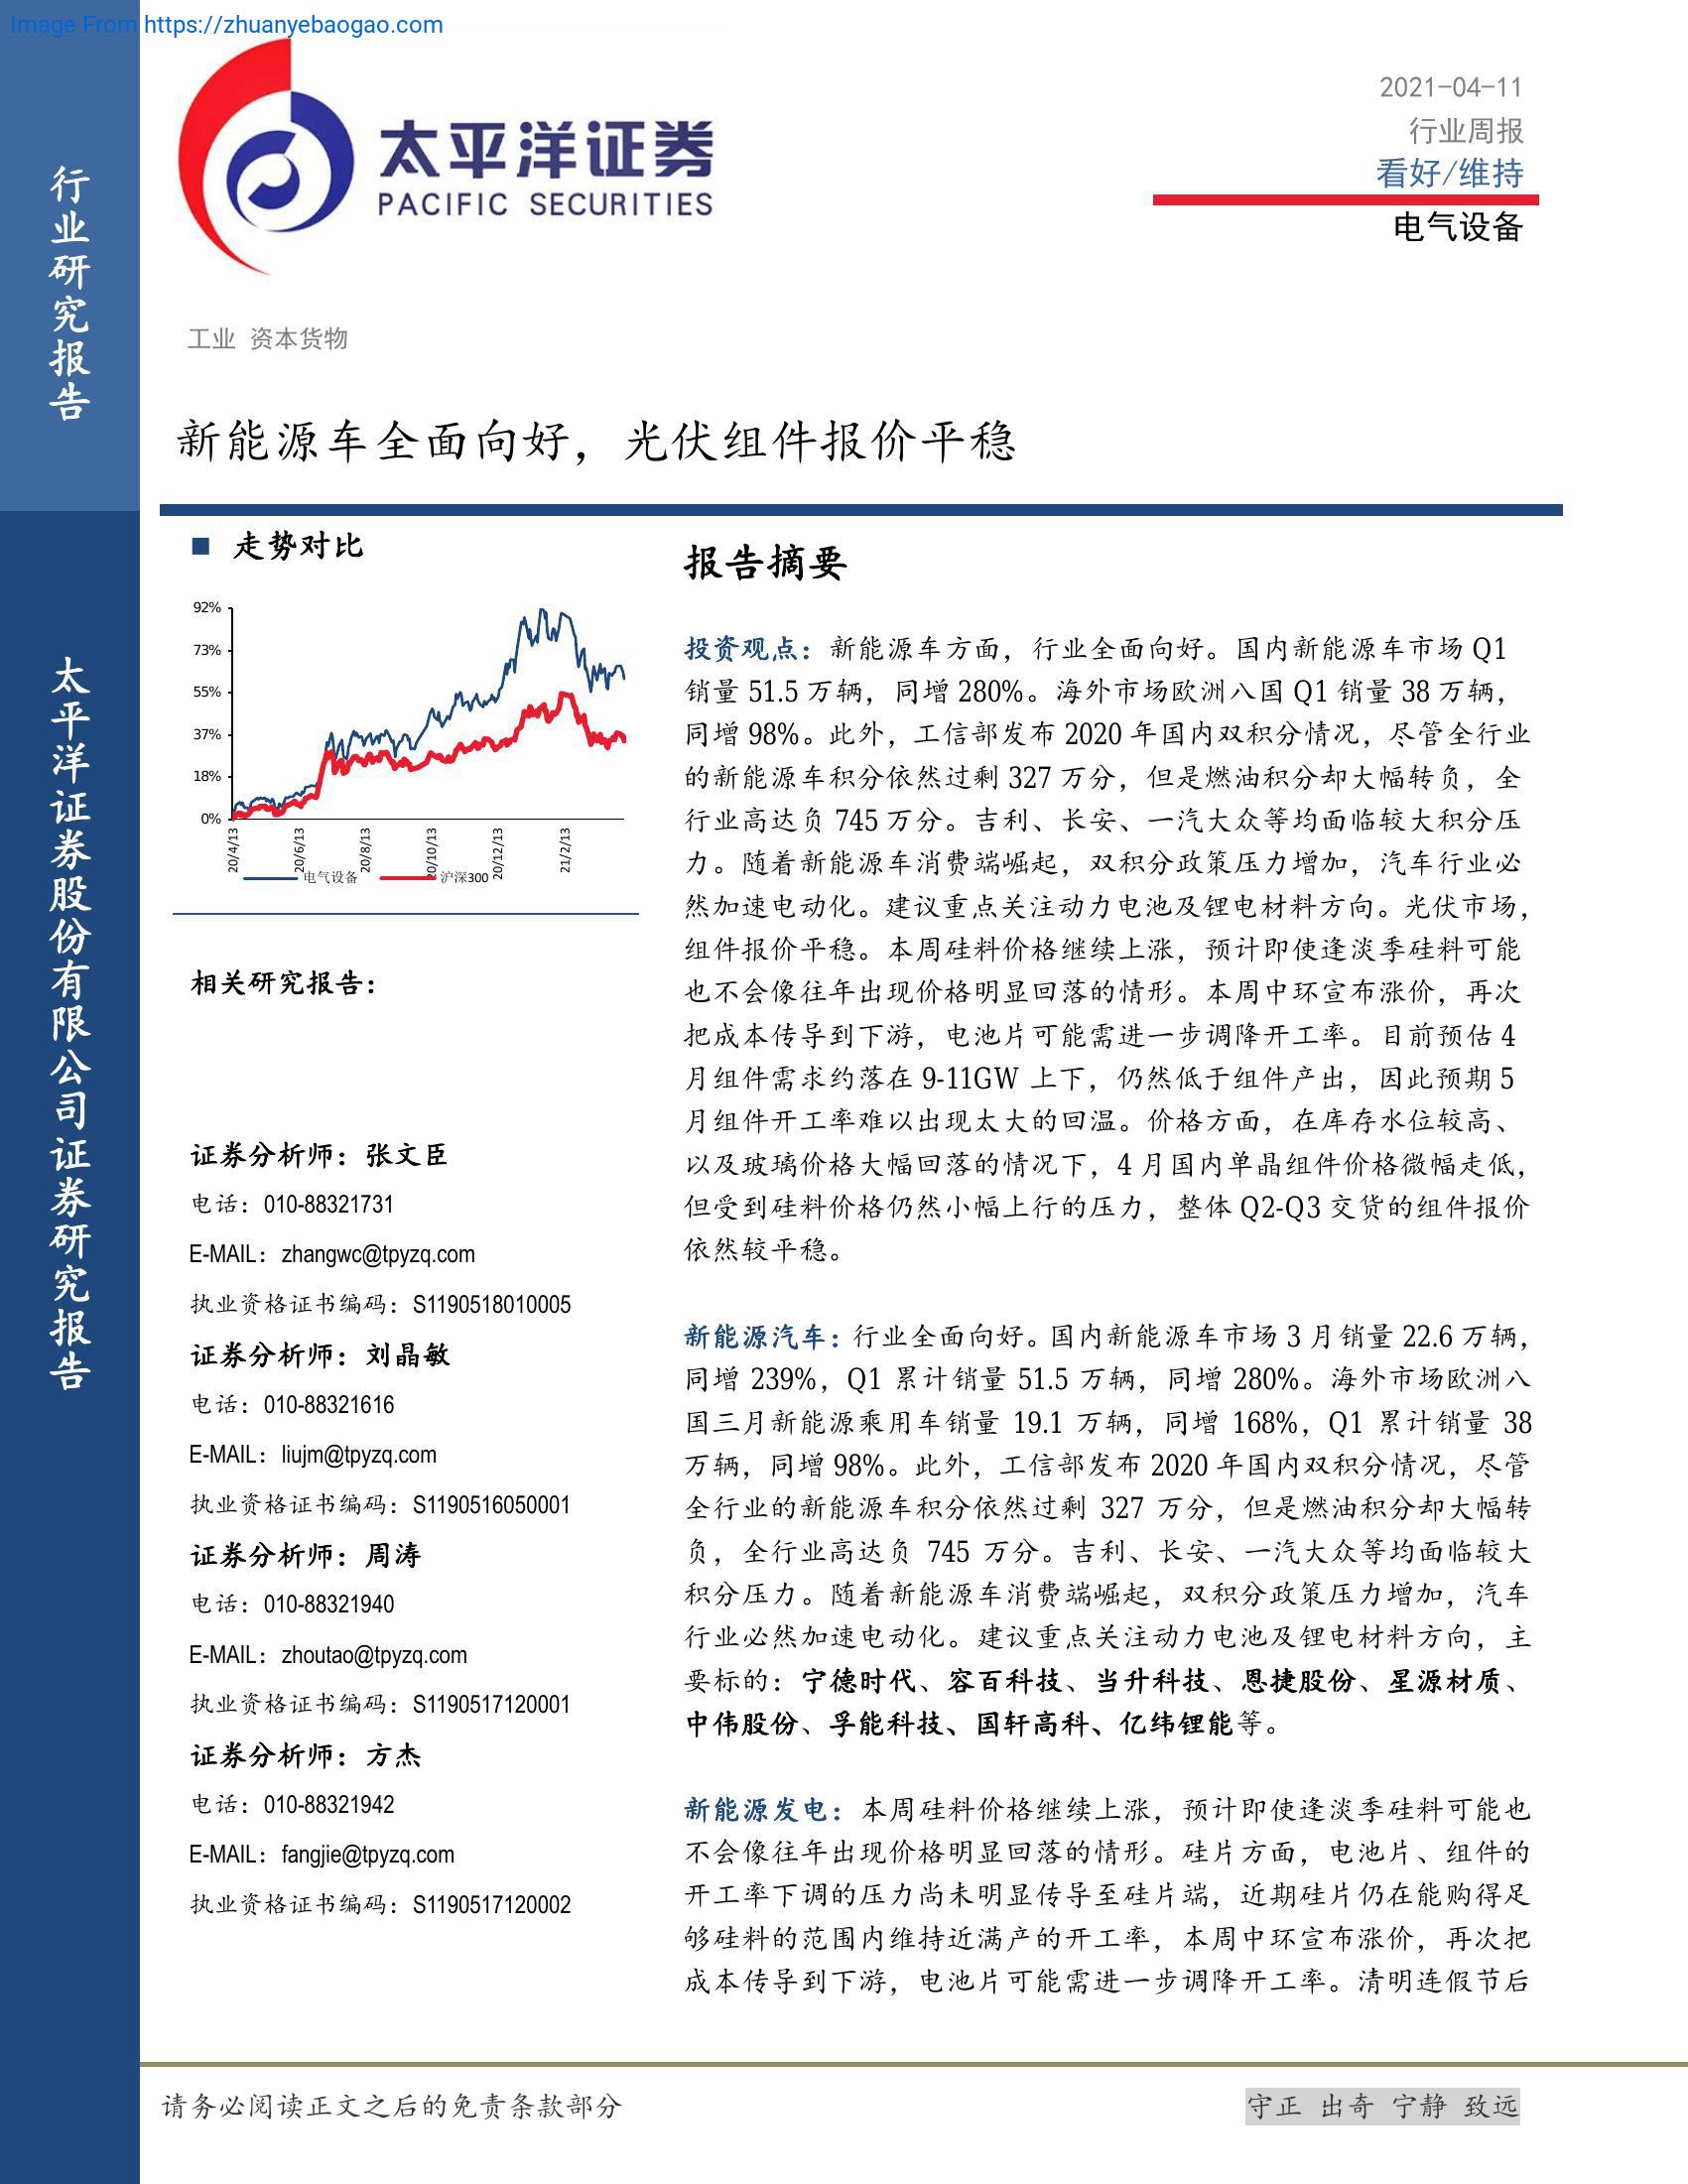 Image From https://zhuanyebaogao.com
行业研究报告
太平洋证券股份有限公司证券研究报告
太平洋证券
PACIFIC SECURITIES
2021-04-11
行业周报
看好/维持
电气设备
工业 资本货物
新能源车全面向好，光伏组件报价平稳
■ 走势对比
92%
73%
55%
37%
18%
0%
20/4/13
20/6/13
20/8/13
20/10/13
20/12/13
21/2/13
电气设备
沪深300
相关研究报告：
证券分析师：张文臣
电话：010-88321731
E-MAIL：zhangwc@tpyzq.com
执业资格证书编码：S1190518010005
证券分析师：刘晶敏
电话：010-88321616
E-MAIL：liujm@tpyzq.com
执业资格证书编码：S1190516050001
证券分析师：周涛
电话：010-88321940
E-MAIL：zhoutao@tpyzq.com
执业资格证书编码：S1190517120001
证券分析师：方杰
电话：010-88321942
E-MAIL：fangjie@tpyzq.com
执业资格证书编码：S1190517120002
报告摘要
投资观点：新能源车方面，行业全面向好。国内新能源车市场 Q1
销量 51.5 万辆，同增 280%。海外市场欧洲八国 Q1 销量 38 万辆，
同增 98%。此外，工信部发布 2020 年国内双积分情况，尽管全行业
的新能源车积分依然过剩 327 万分，但是燃油积分却大幅转负，全
行业高达负 745 万分。吉利、长安、一汽大众等均面临较大积分压
力。随着新能源车消费端崛起，双积分政策压力增加，汽车行业必
然加速电动化。建议重点关注动力电池及锂电材料方向。光伏市场，
组件报价平稳。本周硅料价格继续上涨，预计即使逢淡季硅料可能
也不会像往年出现价格明显回落的情形。本周中环宣布涨价，再次
把成本传导到下游，电池片可能需进一步调降开工率。目前预估 4
月组件需求约落在 9-11GW 上下，仍然低于组件产出，因此预期 5
月组件开工率难以出现太大的回温。价格方面，在库存水位较高、
以及玻璃价格大幅回落的情况下，4 月国内单晶组件价格微幅走低，
但受到硅料价格仍然小幅上行的压力，整体 Q2-Q3 交货的组件报价
依然较平稳。
新能源汽车：行业全面向好。国内新能源车市场 3 月销量 22.6 万辆，
同增 239%，Q1 累计销量 51.5 万辆，同增 280%。海外市场欧洲八
国三月新能源乘用车销量 19.1 万辆，同增 168%，Q1 累计销量 38
万辆，同增 98%。此外，工信部发布 2020 年国内双积分情况，尽管
全行业的新能源车积分依然过剩 327 万分，但是燃油积分却大幅转
负，全行业高达负 745 万分。吉利、长安、一汽大众等均面临较大
积分压力。随着新能源车消费端崛起，双积分政策压力增加，汽车
行业必然加速电动化。建议重点关注动力电池及锂电材料方向，主
要标的：宁德时代、容百科技、当升科技、恩捷股份、星源材质、
中伟股份、孚能科技、国轩高科、亿纬锂能等。
新能源发电：本周硅料价格继续上涨，预计即使逢淡季硅料可能也
不会像往年出现价格明显回落的情形。硅片方面，电池片、组件的
开工率下调的压力尚未明显传导至硅片端，近期硅片仍在能购得足
够硅料的范围内维持近满产的开工率，本周中环宣布涨价，再次把
成本传导到下游，电池片可能需进一步调降开工率。清明连假节后
请务必阅读正文之后的免责条款部分
守正 出奇 宁静 致远